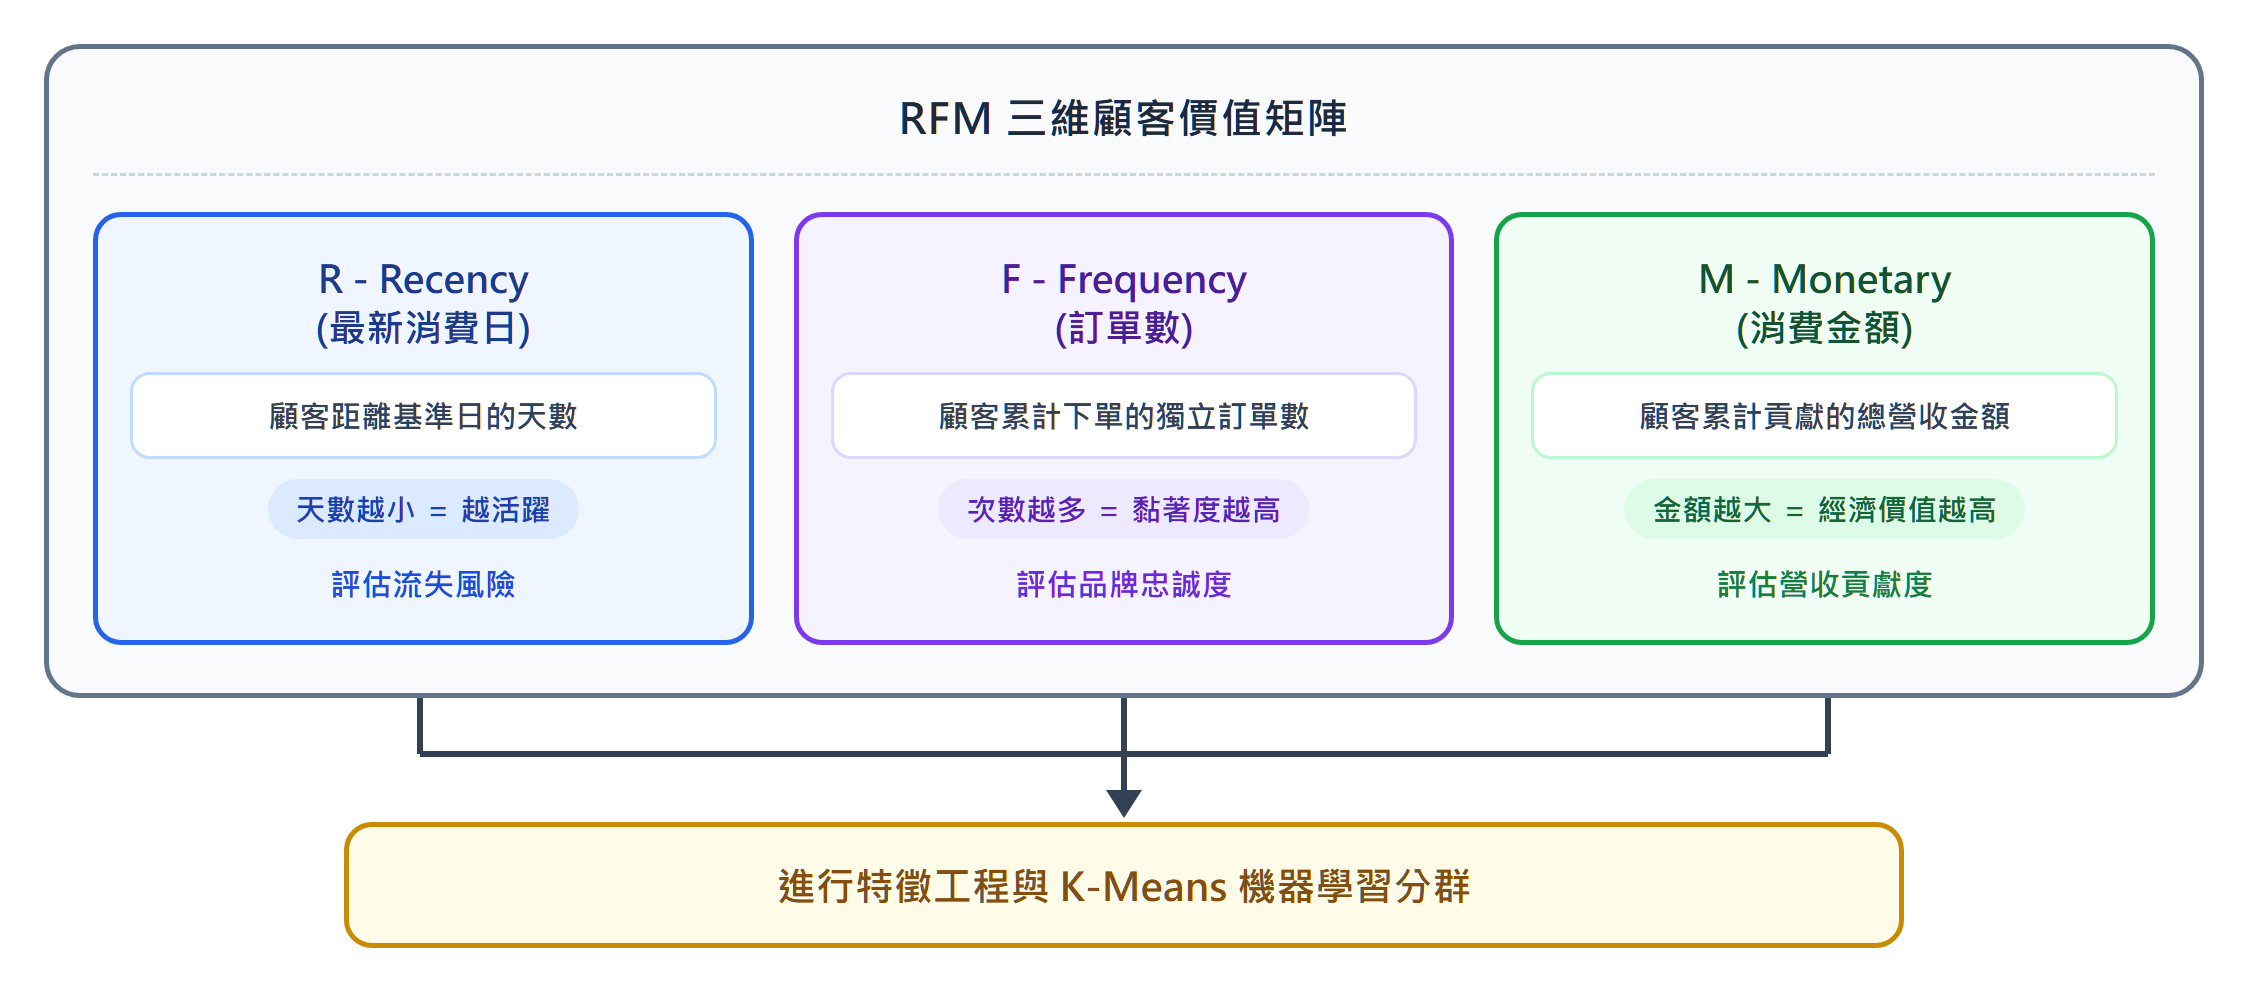 RFM 三維顧客價值矩陣
R - Recency
(最新消費日)
顧客距離基準日的天數
天數越小 = 越活躍
評估流失風險
F - Frequency
(訂單數)
顧客累計下單的獨立訂單數
次數越多 = 黏著度越高
評估品牌忠誠度
M - Monetary
(消費金額)
顧客累計貢獻的總營收金額
金額越大 = 經濟價值越高
評估營收貢獻度
進行特徵工程與 K-Means 機器學習分群